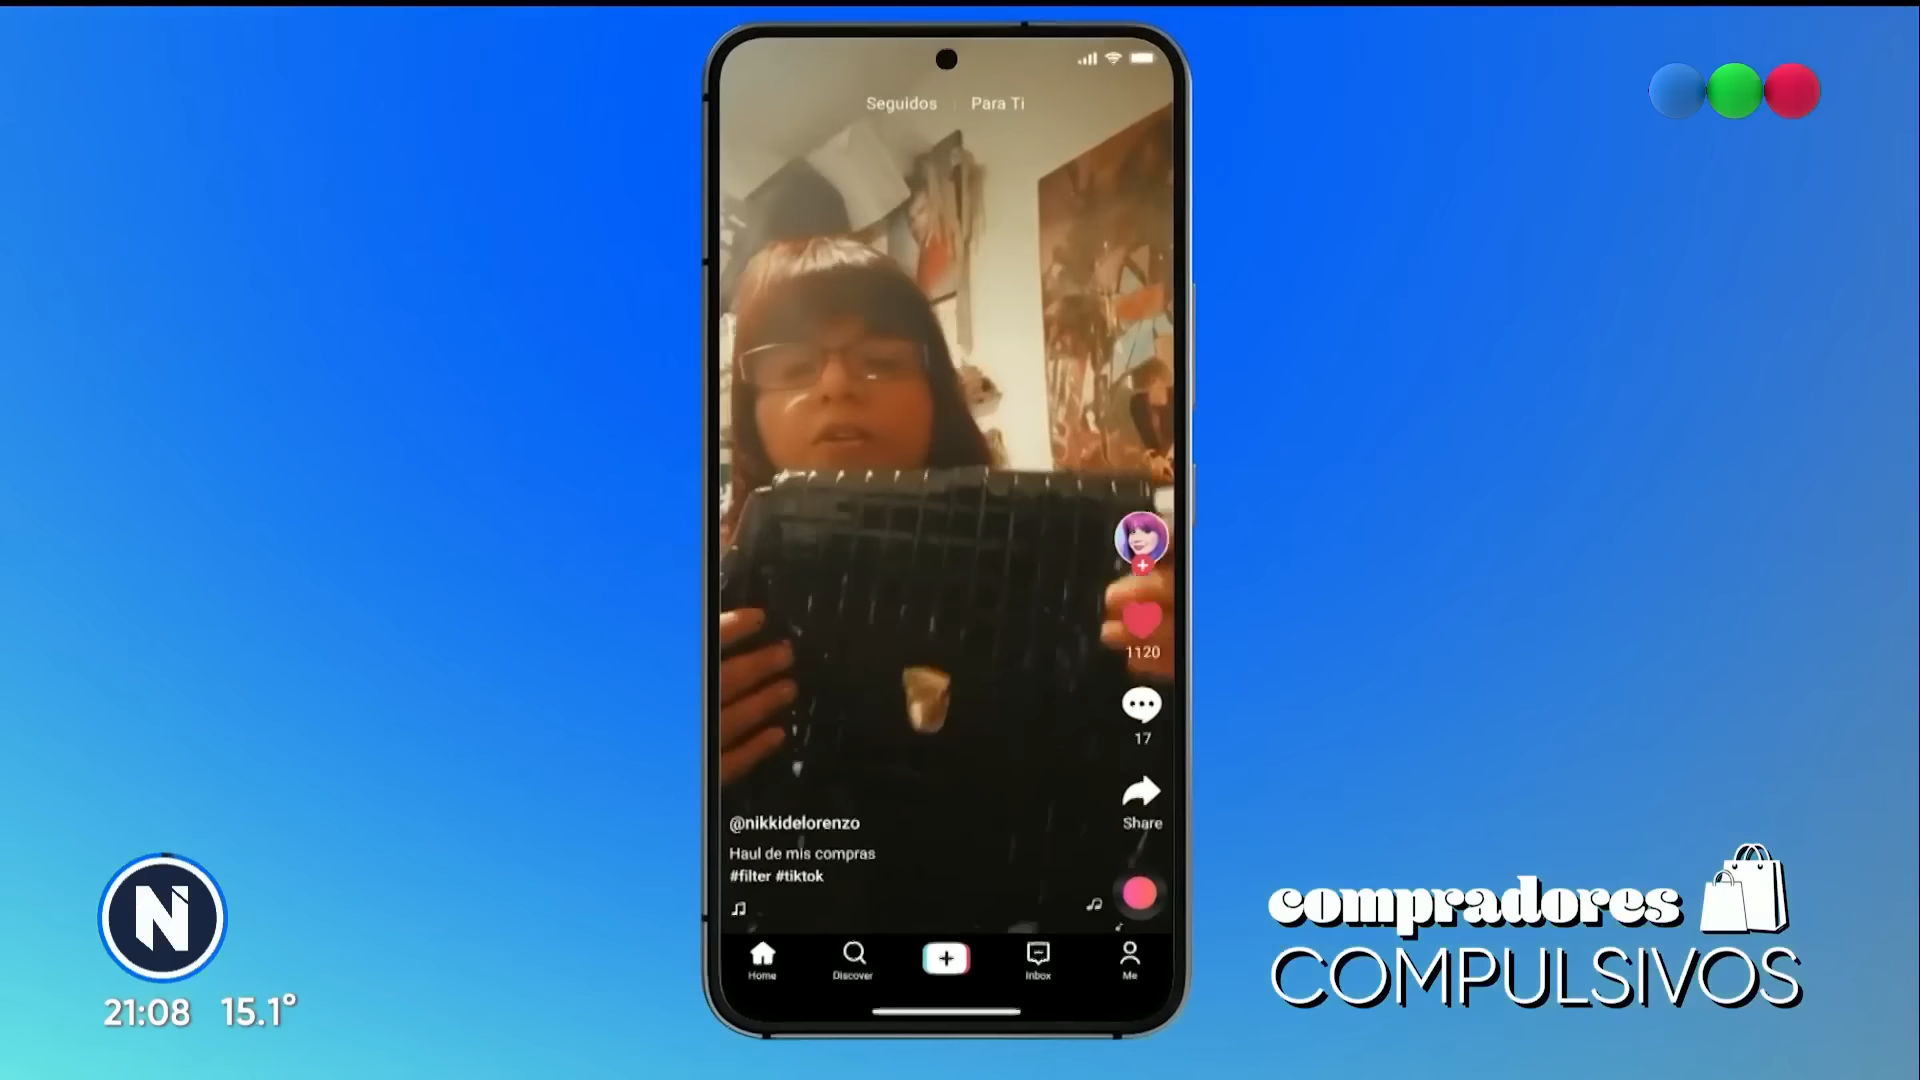 Seguidos
Para Ti
1120
17
Share
@nikkidelorenzo
Haul de mis compras
#filter #tiktok
Home
Discover
Inbox
Me
N
21:08 15.1°
compradores
COMPULSIVOS